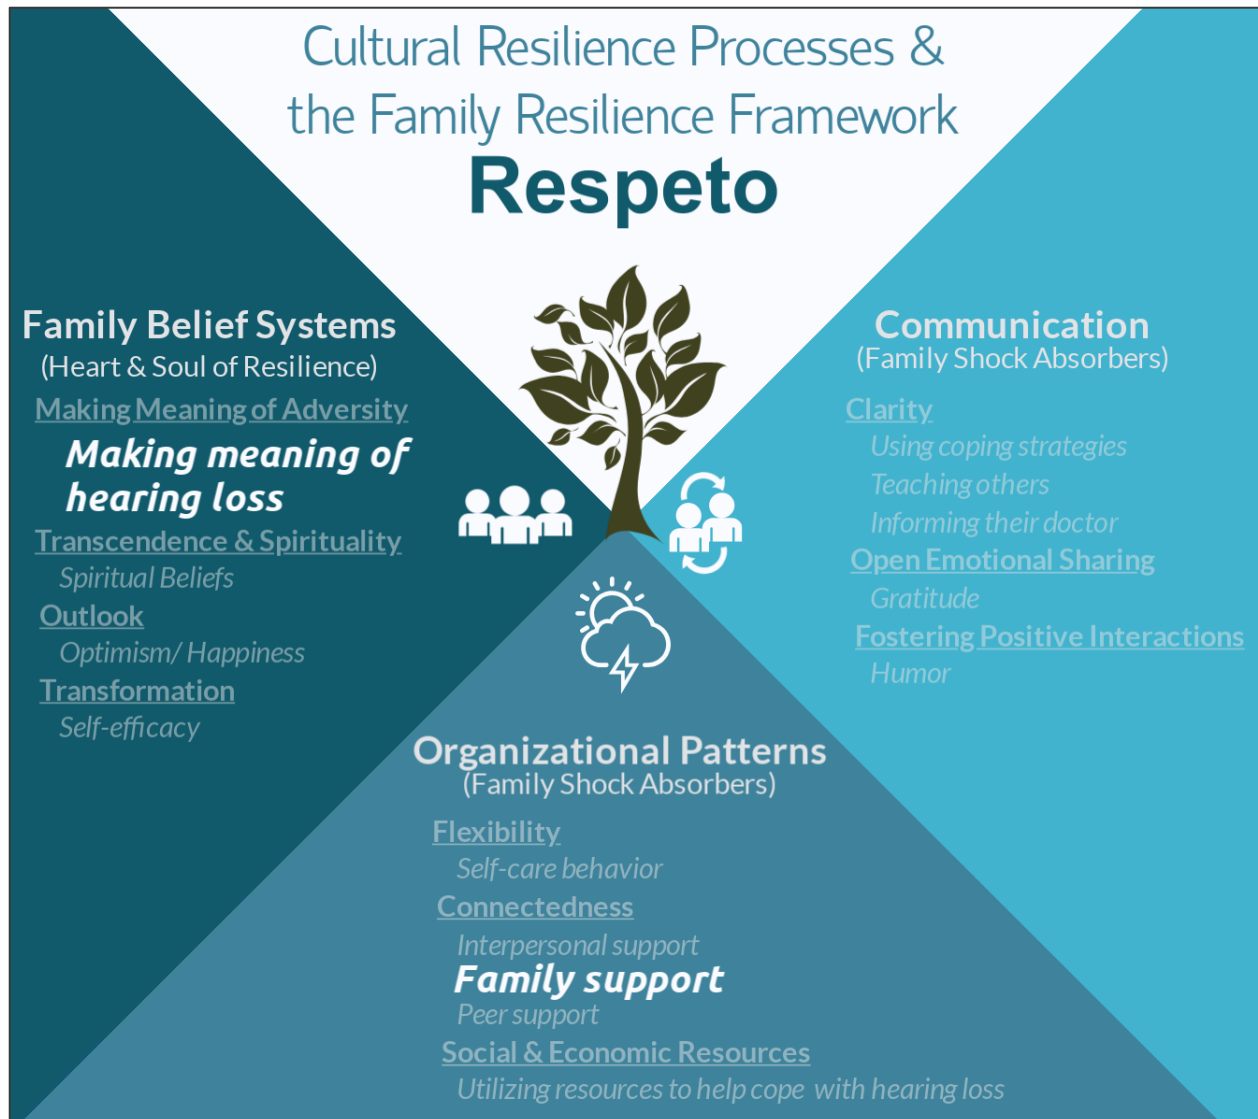 Cultural Resilience Processes &
the Family Resilience Framework
Respeto
Family Belief Systems
(Heart & Soul of Resilience)
Making Meaning of Adversity
Making meaning of
hearing loss
Transcendence & Spirituality
Spiritual Beliefs
Outlook
Optimism/ Happiness
Transformation
Self-efficacy
Communication
(Family Shock Absorbers)
Clarity
Using coping strategies
Teaching others
Informing their doctor
Open Emotional Sharing
Gratitude
Fostering Positive Interactions
Humor
Organizational Patterns
(Family Shock Absorbers)
Flexibility
Self-care behavior
Connectedness
Interpersonal support
Family support
Peer support
Social & Economic Resources
Utilizing resources to help cope with hearing loss